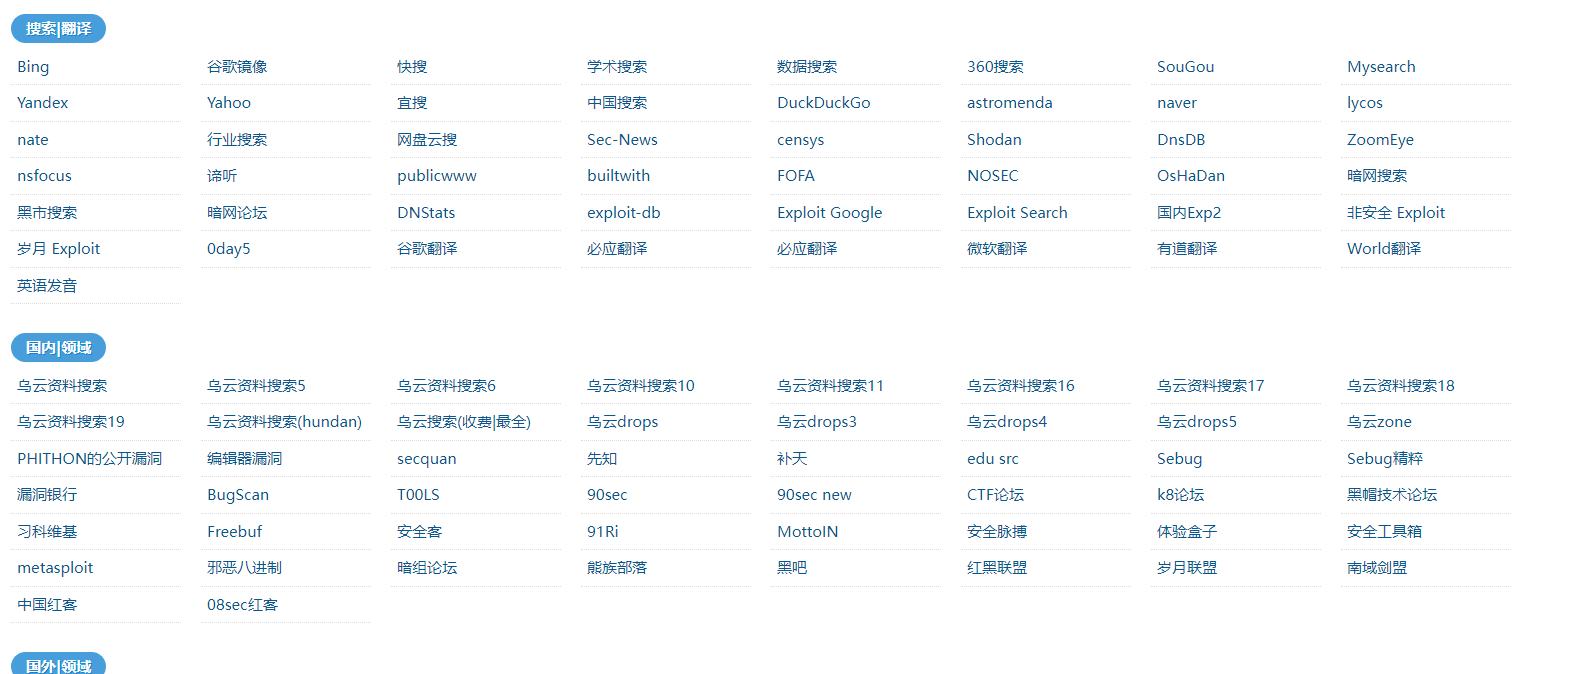 搜索|翻译
Bing 谷歌镜像 快搜 学术搜索 数据搜索 360搜索 SouGou Mysearch
Yandex Yahoo 宜搜 中国搜索 DuckDuckGo astromenda naver lycos
nate 行业搜索 网盘云搜 Sec-News censys Shodan DnsDB ZoomEye
nsfocus 谛听 publicwww builtwith FOFA NOSEC OsHaDan 暗网搜索
黑市搜索 暗网论坛 DNStats exploit-db Exploit Google Exploit Search 国内Exp2 非安全 Exploit
岁月 Exploit 0day5 谷歌翻译 必应翻译 必应翻译 微软翻译 有道翻译 World翻译
英语发音
国内|领域
乌云资料搜索 乌云资料搜索5 乌云资料搜索6 乌云资料搜索10 乌云资料搜索11 乌云资料搜索16 乌云资料搜索17 乌云资料搜索18
乌云资料搜索19 乌云资料搜索(hundan) 乌云搜索(收费|最全) 乌云drops 乌云drops3 乌云drops4 乌云drops5 乌云zone
PHITHON的公开漏洞 编辑器漏洞 secquan 先知 补天 edu src Sebug Sebug精粹
漏洞银行 BugScan T00LS 90sec 90sec new CTF论坛 k8论坛 黑帽技术论坛
习科维基 Freebuf 安全客 91Ri MottoIN 安全脉搏 体验盒子 安全工具箱
metasploit 邪恶八进制 暗组论坛 熊族部落 黑吧 红黑联盟 岁月联盟 南域剑盟
中国红客 08sec红客
国外|领域